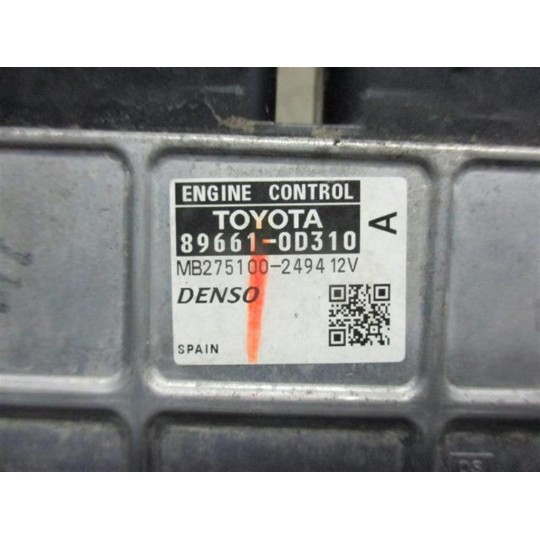 ENGINE CONTROL
TOYOTA
89661-0D310
A
MB275100-2494 12V
DENSO
SPAIN